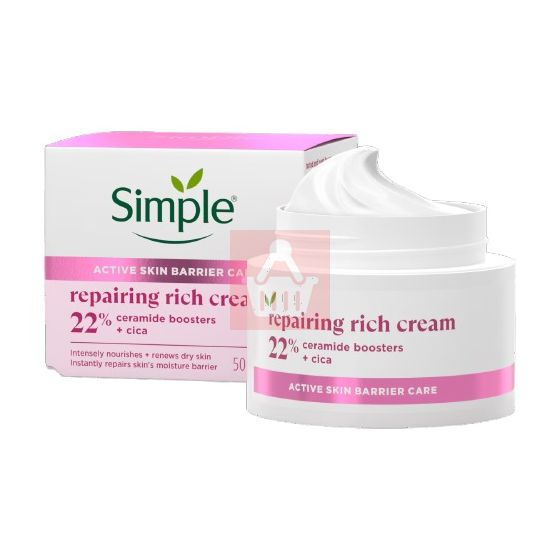 Simple®
ACTIVE SKIN BARRIER CA
repairing rich crea
22% ceramide boosters
+ cica
Intensely nourishes + renews dry skin
Instantly repairs skin's moisture barrier
50
repairing rich cream
22% ceramide boosters
+ cica
ACTIVE SKIN BARRIER CARE